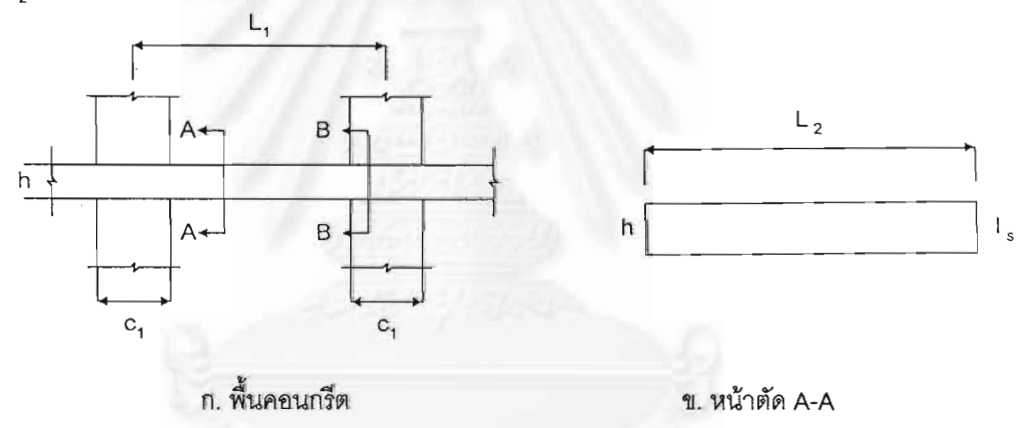 L₁
A
B
L₂
h
h
Iₛ
A
B
c₁
c₁
ก. พื้นคอนกรีต
ข. หน้าตัด A-A